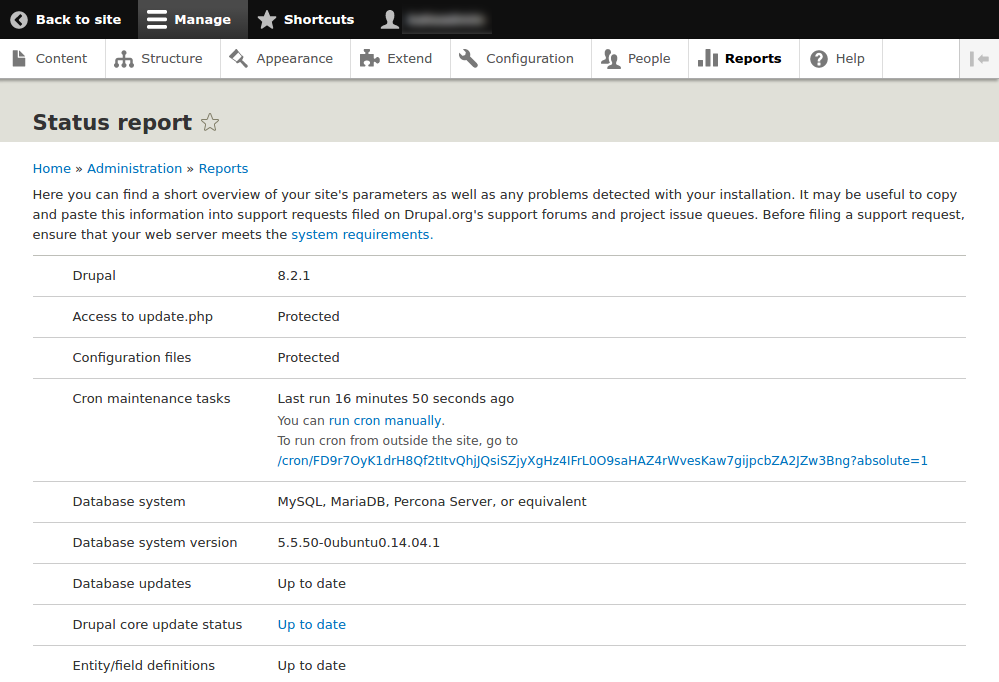 Back to site Manage Shortcuts
Content Structure Appearance Extend Configuration People Reports Help
Status report
Home » Administration » Reports
Here you can find a short overview of your site's parameters as well as any problems detected with your installation. It may be useful to copy
and paste this information into support requests filed on Drupal.org's support forums and project issue queues. Before filing a support request,
ensure that your web server meets the system requirements.
Drupal 8.2.1
Access to update.php Protected
Configuration files Protected
Cron maintenance tasks Last run 16 minutes 50 seconds ago
You can run cron manually.
To run cron from outside the site, go to
/cron/FD9r7OyK1drH8Qf2tItvQhjJQsiSZjyXgHz4IFrL0O9saHAZ4rWvesKaw7gijpcbZA2JZw3Bng?absolute=1
Database system MySQL, MariaDB, Percona Server, or equivalent
Database system version 5.5.50-0ubuntu0.14.04.1
Database updates Up to date
Drupal core update status Up to date
Entity/field definitions Up to date